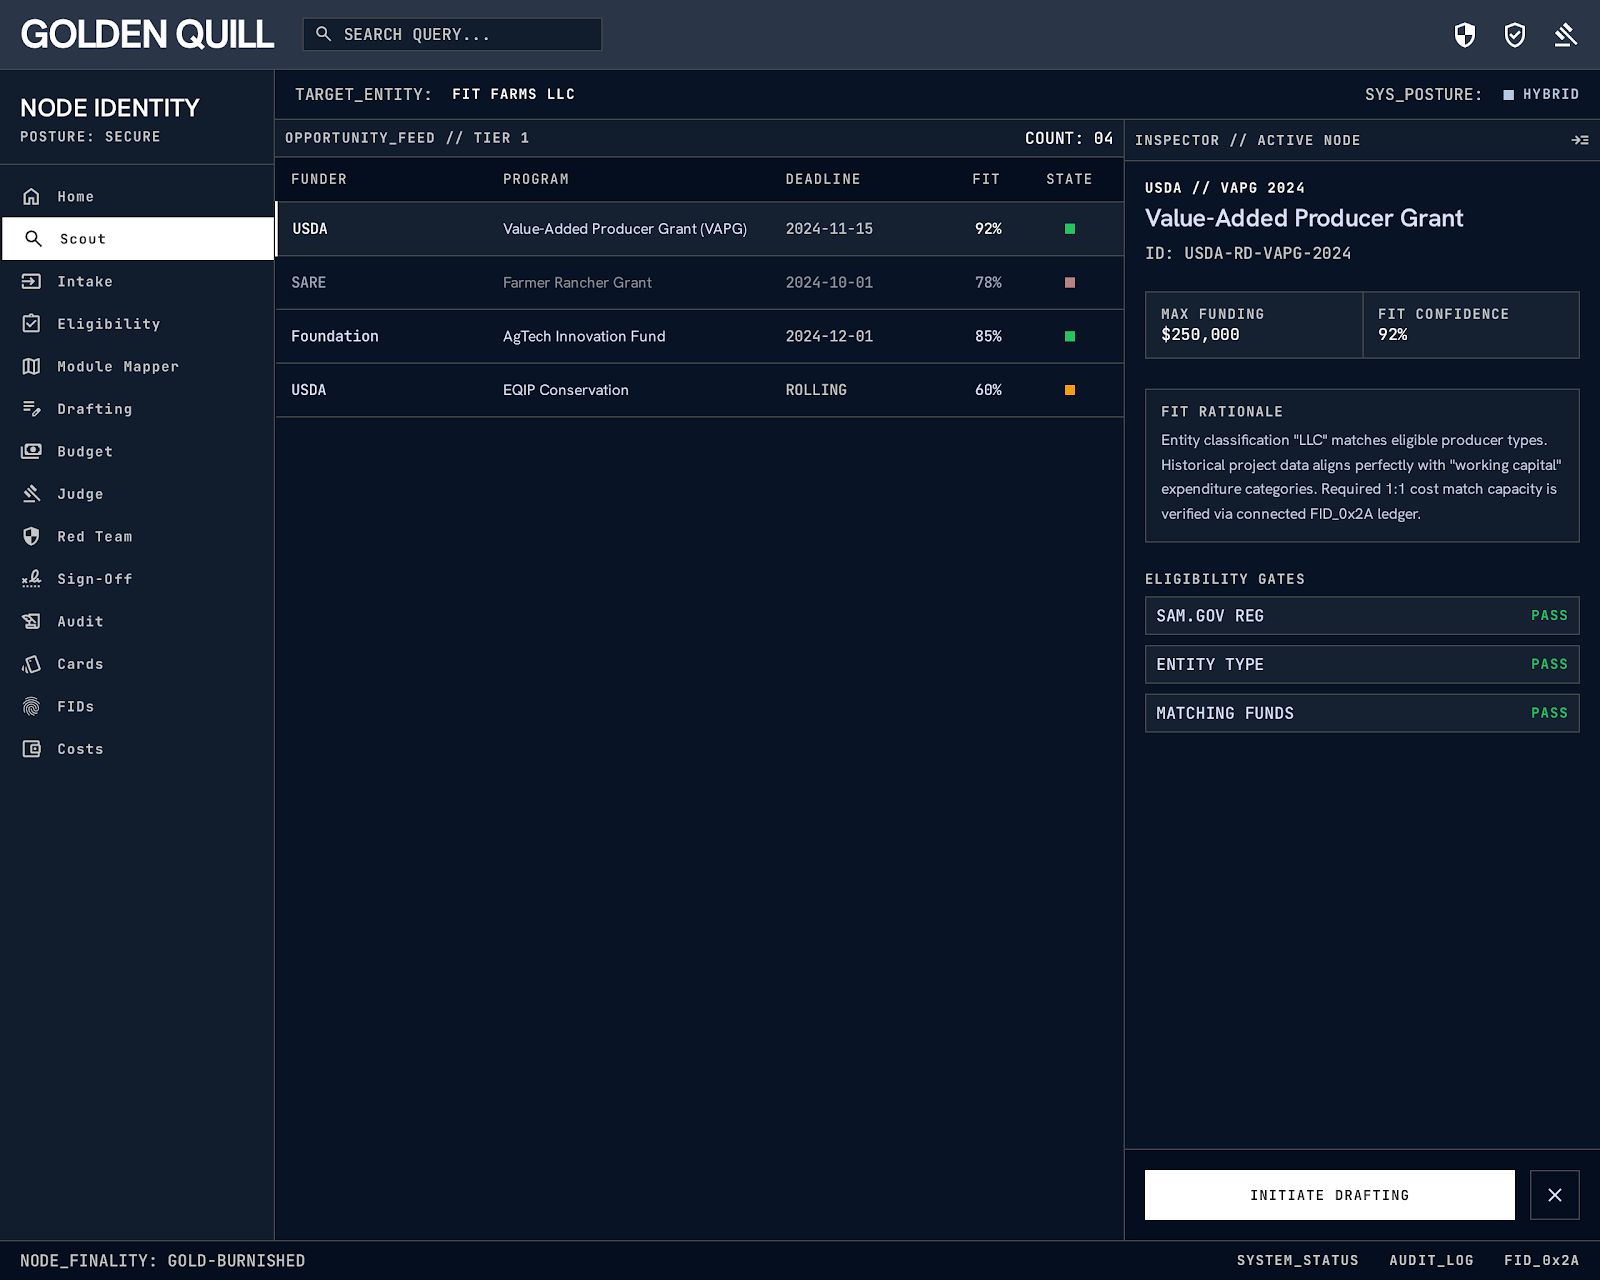 GOLDEN QUILL
SEARCH QUERY...
NODE IDENTITY
POSTURE: SECURE
Home
Scout
Intake
Eligibility
Module Mapper
Drafting
Budget
Judge
Red Team
Sign-Off
Audit
Cards
FIDs
Costs
TARGET_ENTITY: FIT FARMS LLC
SYS_POSTURE: HYBRID
OPPORTUNITY_FEED // TIER 1 COUNT: 04
FUNDER PROGRAM DEADLINE FIT STATE
USDA Value-Added Producer Grant (VAPG) 2024-11-15 92%
SARE Farmer Rancher Grant 2024-10-01 78%
Foundation AgTech Innovation Fund 2024-12-01 85%
USDA EQIP Conservation ROLLING 60%
INSPECTOR // ACTIVE NODE
USDA // VAPG 2024
Value-Added Producer Grant
ID: USDA-RD-VAPG-2024
MAX FUNDING
$250,000
FIT CONFIDENCE
92%
FIT RATIONALE
Entity classification "LLC" matches eligible producer types.
Historical project data aligns perfectly with "working capital"
expenditure categories. Required 1:1 cost match capacity is
verified via connected FID_0x2A ledger.
ELIGIBILITY GATES
SAM.GOV REG PASS
ENTITY TYPE PASS
MATCHING FUNDS PASS
INITIATE DRAFTING
NODE_FINALITY: GOLD-BURNISHED
SYSTEM_STATUS AUDIT_LOG FID_0x2A